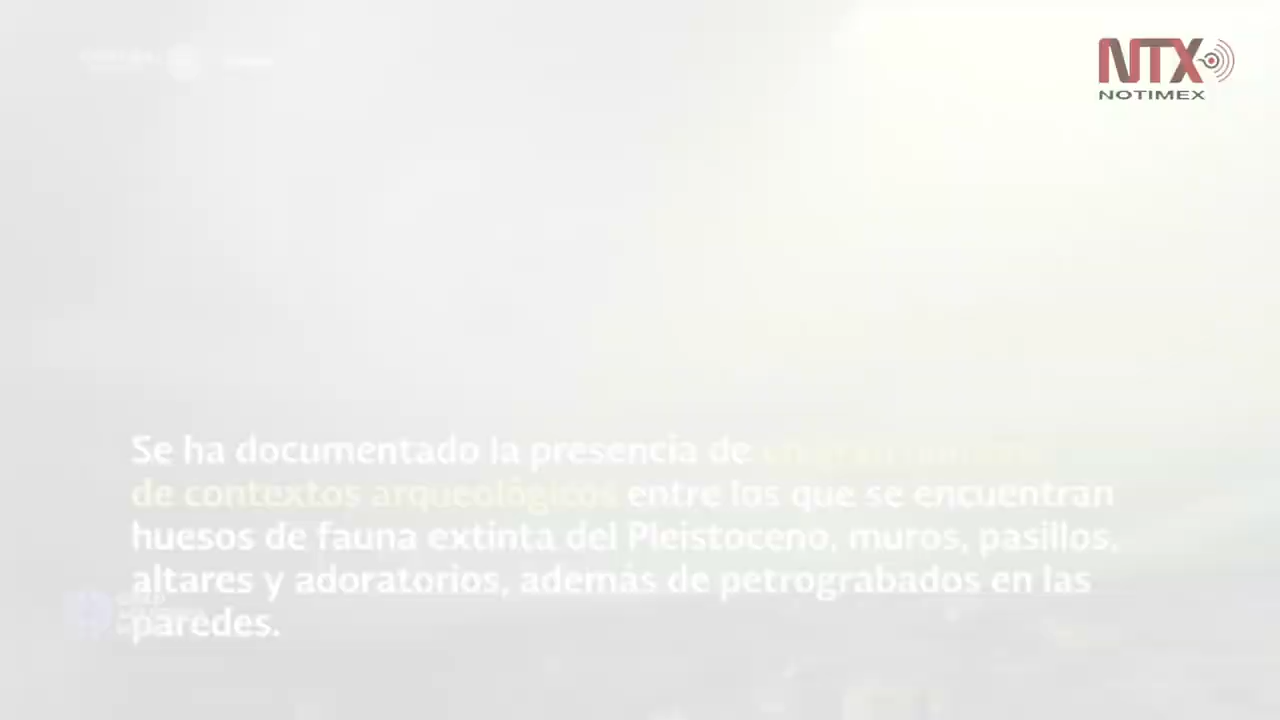 NTX
NOTIMEX
Se ha documentado la presencia de
de contextos arqueológicos entre los que se encuentran
huesos de fauna extinta del Pleistoceno, muros, pasillos,
altares y adoratorios, además de petrograbados en las
paredes.